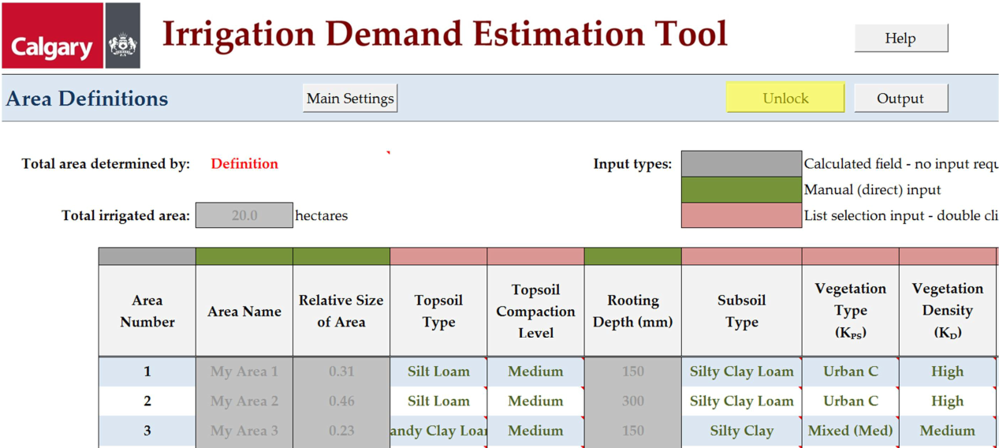 Calgary
Irrigation Demand Estimation Tool
Help
Area Definitions
Main Settings
Unlock
Output
Total area determined by: Definition
Input types:
Calculated field - no input requ
Manual (direct) input
Total irrigated area: 20.0 hectares
List selection input - double cli
Area Number
Area Name
Relative Size of Area
Topsoil Type
Topsoil Compaction Level
Rooting Depth (mm)
Subsoil Type
Vegetation Type (KPS)
Vegetation Density (KD)
1 My Area 1 0.31 Silt Loam Medium 150 Silty Clay Loam Urban C High
2 My Area 2 0.46 Silt Loam Medium 300 Silty Clay Loam Urban C High
3 My Area 3 0.23 andy Clay Loa Medium 150 Silty Clay Mixed (Med) Medium